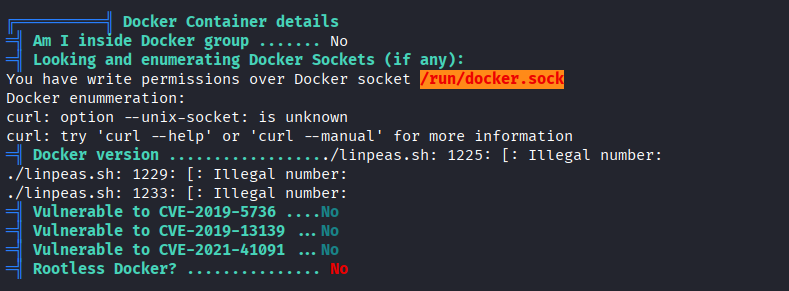 ╔══════════╣ Docker Container details
═╣ Am I inside Docker group ....... No
═╣ Looking and enumerating Docker Sockets (if any):
You have write permissions over Docker socket /run/docker.sock
Docker enummeration:
curl: option --unix-socket: is unknown
curl: try 'curl --help' or 'curl --manual' for more information
═╣ Docker version ................../linpeas.sh: 1225: [: Illegal number:
./linpeas.sh: 1229: [: Illegal number:
./linpeas.sh: 1233: [: Illegal number:
═╣ Vulnerable to CVE-2019-5736 ....No
═╣ Vulnerable to CVE-2019-13139 ...No
═╣ Vulnerable to CVE-2021-41091 ...No
═╣ Rootless Docker? ............... No